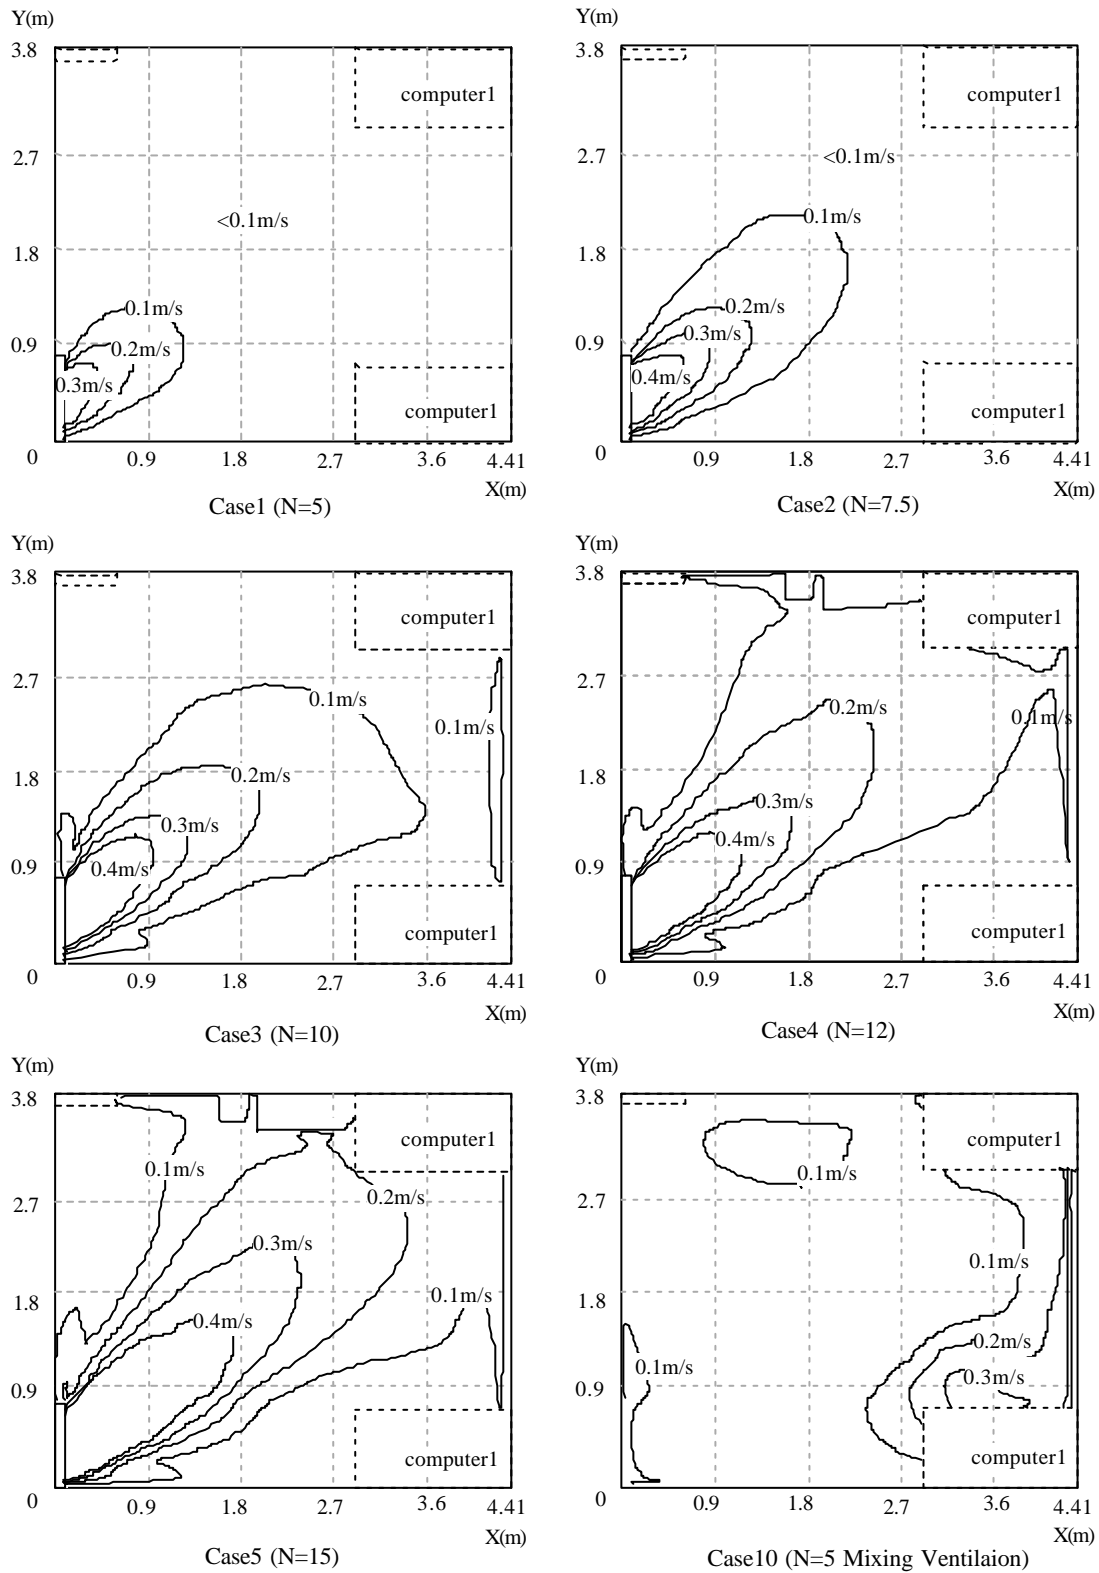 Y(m)
3.8
computer1
2.7
<0.1m/s
1.8
0.1m/s
0.9
0.2m/s
0.3m/s
computer1
0
0.9
1.8
2.7
3.6
4.41
X(m)
Case1 (N=5)
Y(m)
3.8
computer1
2.7
<0.1m/s
0.1m/s
1.8
0.2m/s
0.3m/s
0.9
0.4m/s
computer1
0
0.9
1.8
2.7
3.6
4.41
X(m)
Case2 (N=7.5)
Y(m)
3.8
computer1
2.7
0.1m/s
0.1m/s
1.8
0.2m/s
0.3m/s
0.9
0.4m/s
computer1
0
0.9
1.8
2.7
3.6
4.41
X(m)
Case3 (N=10)
Y(m)
3.8
computer1
2.7
0.2m/s
0.1m/s
1.8
0.3m/s
0.4m/s
0.9
computer1
0
0.9
1.8
2.7
3.6
4.41
X(m)
Case4 (N=12)
Y(m)
3.8
computer1
0.1m/s
2.7
0.2m/s
0.3m/s
1.8
0.1m/s
0.4m/s
0.9
computer1
0
0.9
1.8
2.7
3.6
4.41
X(m)
Case5 (N=15)
Y(m)
3.8
computer1
0.1m/s
2.7
0.1m/s
1.8
0.2m/s
0.1m/s
0.3m/s
0.9
computer1
0
0.9
1.8
2.7
3.6
4.41
X(m)
Case10 (N=5 Mixing Ventilaion)